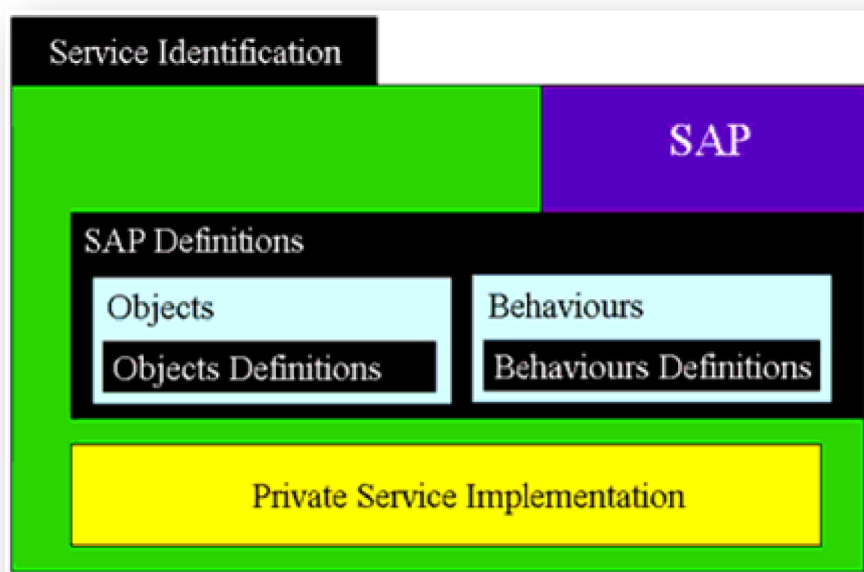 Service Identification
SAP
SAP Definitions
Objects
Behaviours
Objects Definitions
Behaviours Definitions
Private Service Implementation